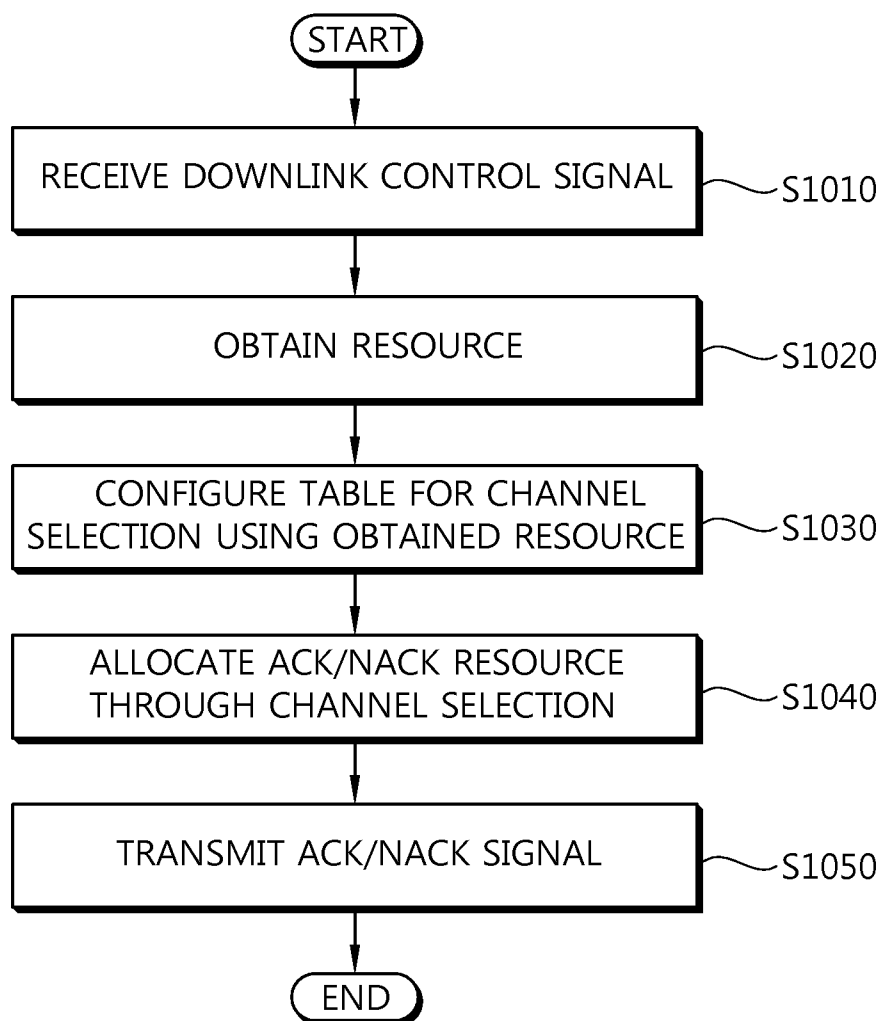 START
RECEIVE DOWNLINK CONTROL SIGNAL
S1010
OBTAIN RESOURCE
S1020
CONFIGURE TABLE FOR CHANNEL
SELECTION USING OBTAINED RESOURCE
S1030
ALLOCATE ACK/NACK RESOURCE
THROUGH CHANNEL SELECTION
S1040
TRANSMIT ACK/NACK SIGNAL
S1050
END